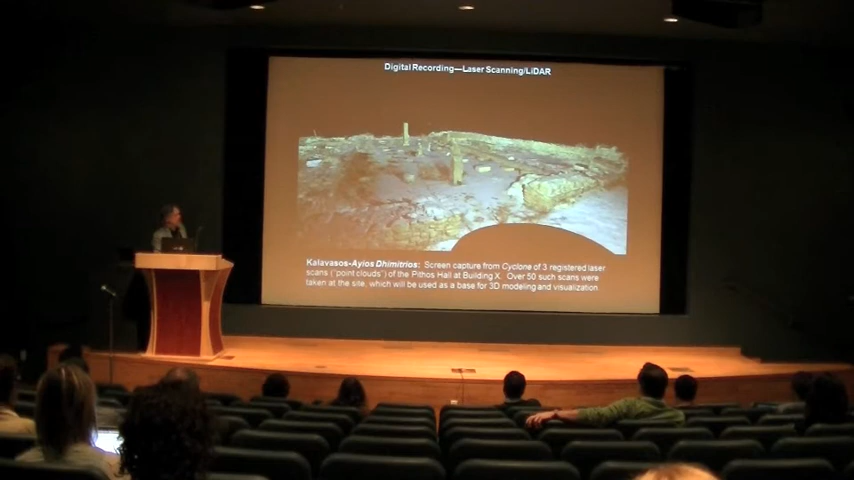 Digital Recording—Laser Scanning/LiDAR
Kalavasos-Ayios Dhimitrios: Screen capture from Cyclone of 3 registered laser
scans ("point clouds") of the Pithos Hall at Building X. Over 50 such scans were
taken at the site, which will be used as a base for 3D modeling and visualization